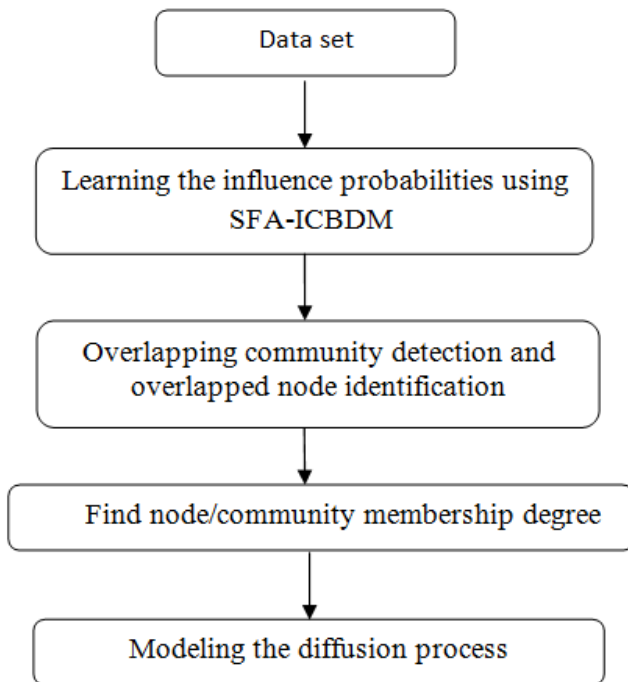 Data set
Learning the influence probabilities using
SFA-ICBDM
Overlapping community detection and
overlapped node identification
Find node/community membership degree
Modeling the diffusion process